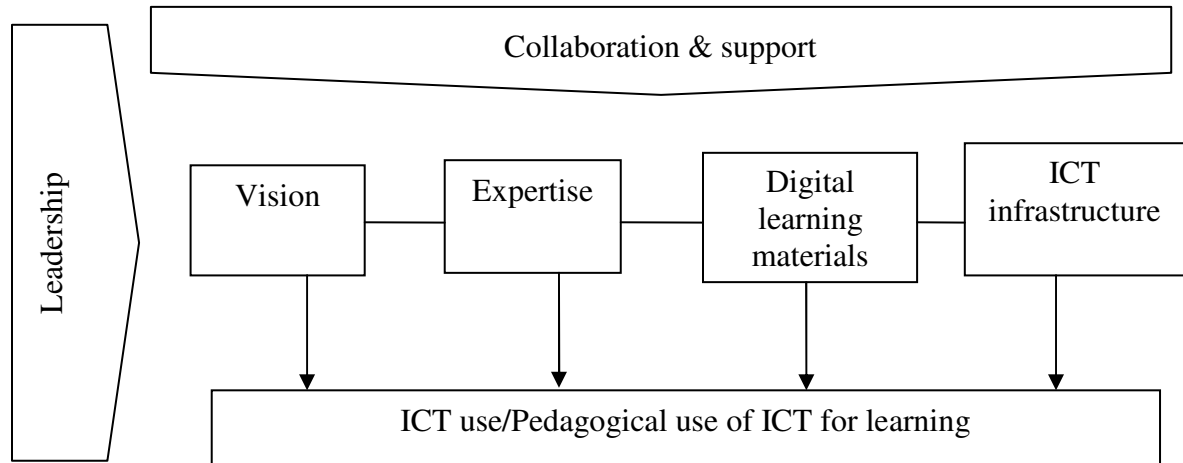 Collaboration & support
Leadership
Vision
Expertise
Digital
learning
materials
ICT
infrastructure
ICT use/Pedagogical use of ICT for learning